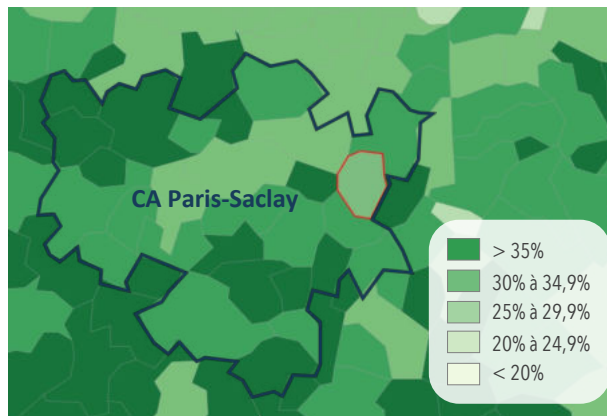 CA Paris-Saclay
> 35%
30% à 34,9%
25% à 29,9%
20% à 24,9%
< 20%